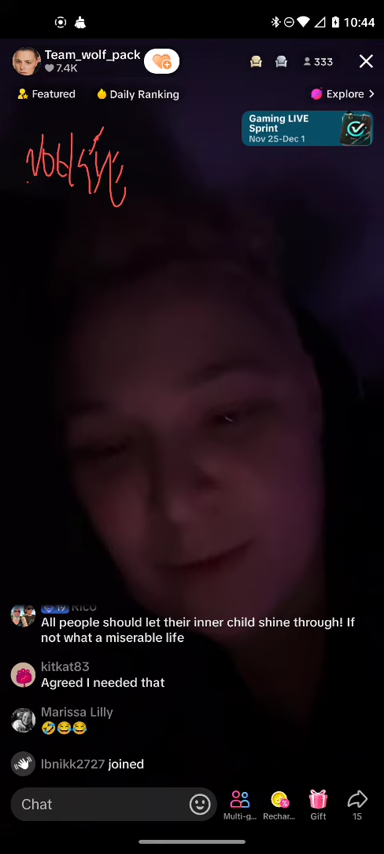 10:44
Team_wolf_pack
7.4K
333
Featured
Daily Ranking
Explore >
Gaming LIVE
Sprint
Nov 25-Dec 1
19 Rico
All people should let their inner child shine through! If
not what a miserable life
kitkat83
Agreed I needed that
Marissa Lilly
🤣😂😂
lbnikk2727 joined
Chat
Multi-g...
Rechar...
Gift
15